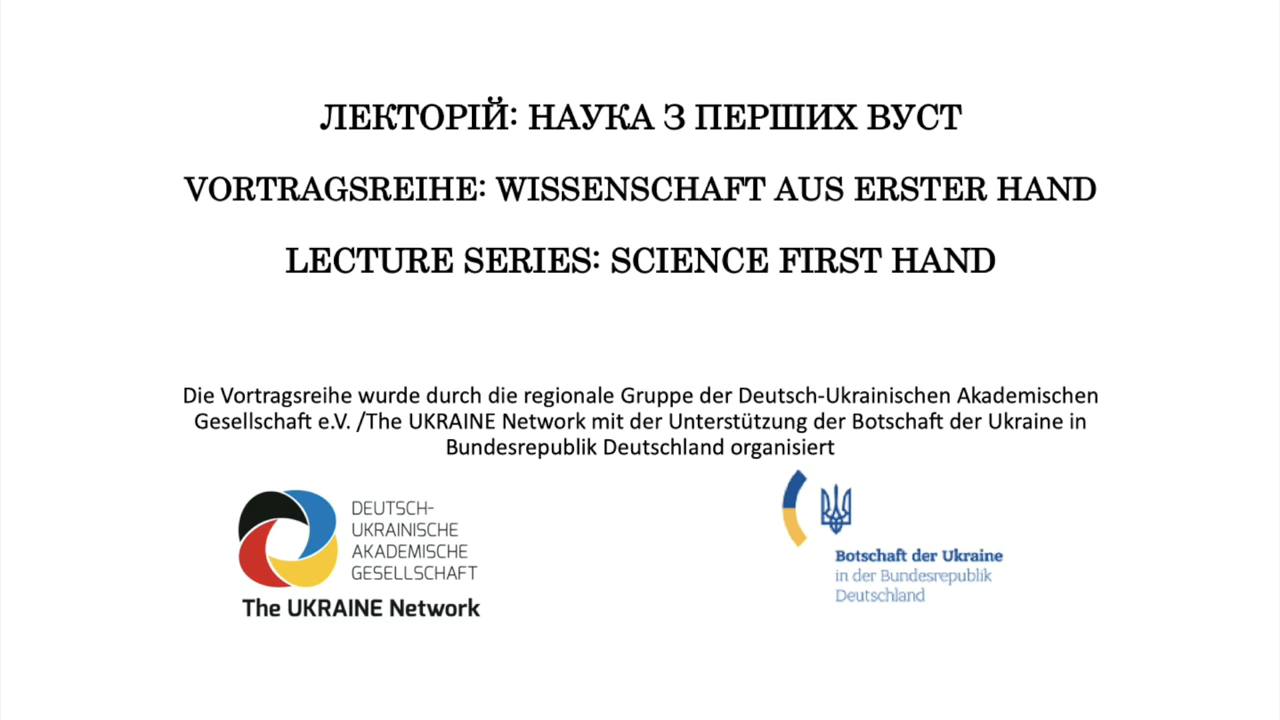 ЛЕКТОРІЙ: НАУКА З ПЕРШИХ ВУСТ
VORTRAGSREIHE: WISSENSCHAFT AUS ERSTER HAND
LECTURE SERIES: SCIENCE FIRST HAND
Die Vortragsreihe wurde durch die regionale Gruppe der Deutsch-Ukrainischen Akademischen
Gesellschaft e.V. /The UKRAINE Network mit der Unterstützung der Botschaft der Ukraine in
Bundesrepublik Deutschland organisiert
DEUTSCH-
UKRAINISCHE
AKADEMISCHE
GESELLSCHAFT
The UKRAINE Network
Botschaft der Ukraine
in der Bundesrepublik
Deutschland